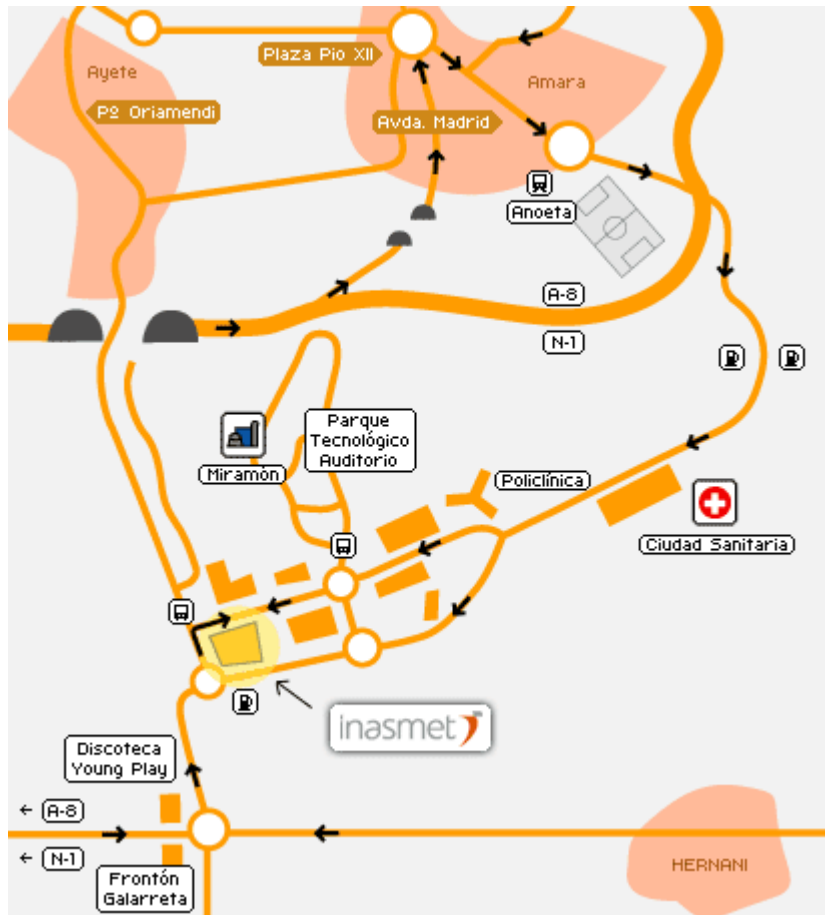 Plaza Pio XII
Ayete
Amara
Pº Oriamendi
Avda. Madrid
Anoeta
A-8
N-1
Parque
Tecnológico
Auditorio
Miramón
Policlínica
Ciudad Sanitaria
inasmet
Discoteca
Young Play
← A-8
← N-1
HERNANI
Frontón
Galarreta